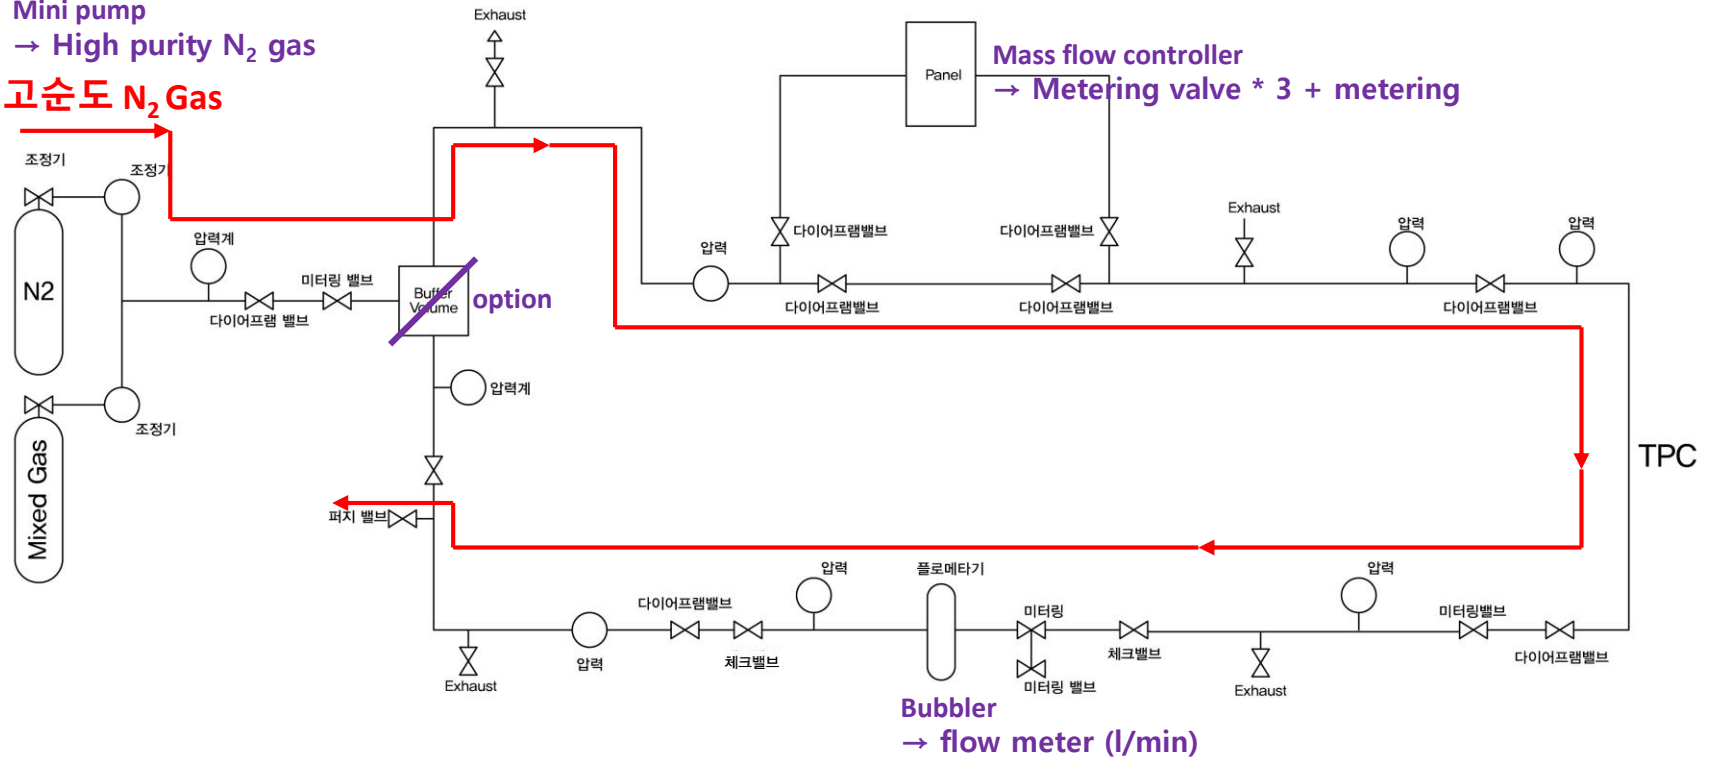 Mini pump
→ High purity N₂ gas
고순도 N₂ Gas
Exhaust
Panel
Mass flow controller
→ Metering valve * 3 + metering
조정기
조정기
N2
압력계
미터링 밸브
다이어프램 밸브
Buffer
Volume
option
압력
다이어프램밸브
다이어프램밸브
다이어프램밸브
다이어프램밸브
Exhaust
압력
압력
다이어프램밸브
압력계
조정기
Mixed Gas
TPC
퍼지 밸브
Exhaust
압력
다이어프램밸브
체크밸브
압력
플로메타기
미터링
미터링 밸브
체크밸브
Exhaust
압력
미터링밸브
다이어프램밸브
Bubbler
→ flow meter (l/min)